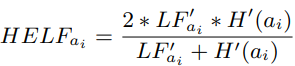 HELF_{a_i} = \frac{2 * LF'_{a_i} * H'(a_i)}{LF'_{a_i} + H'(a_i)}